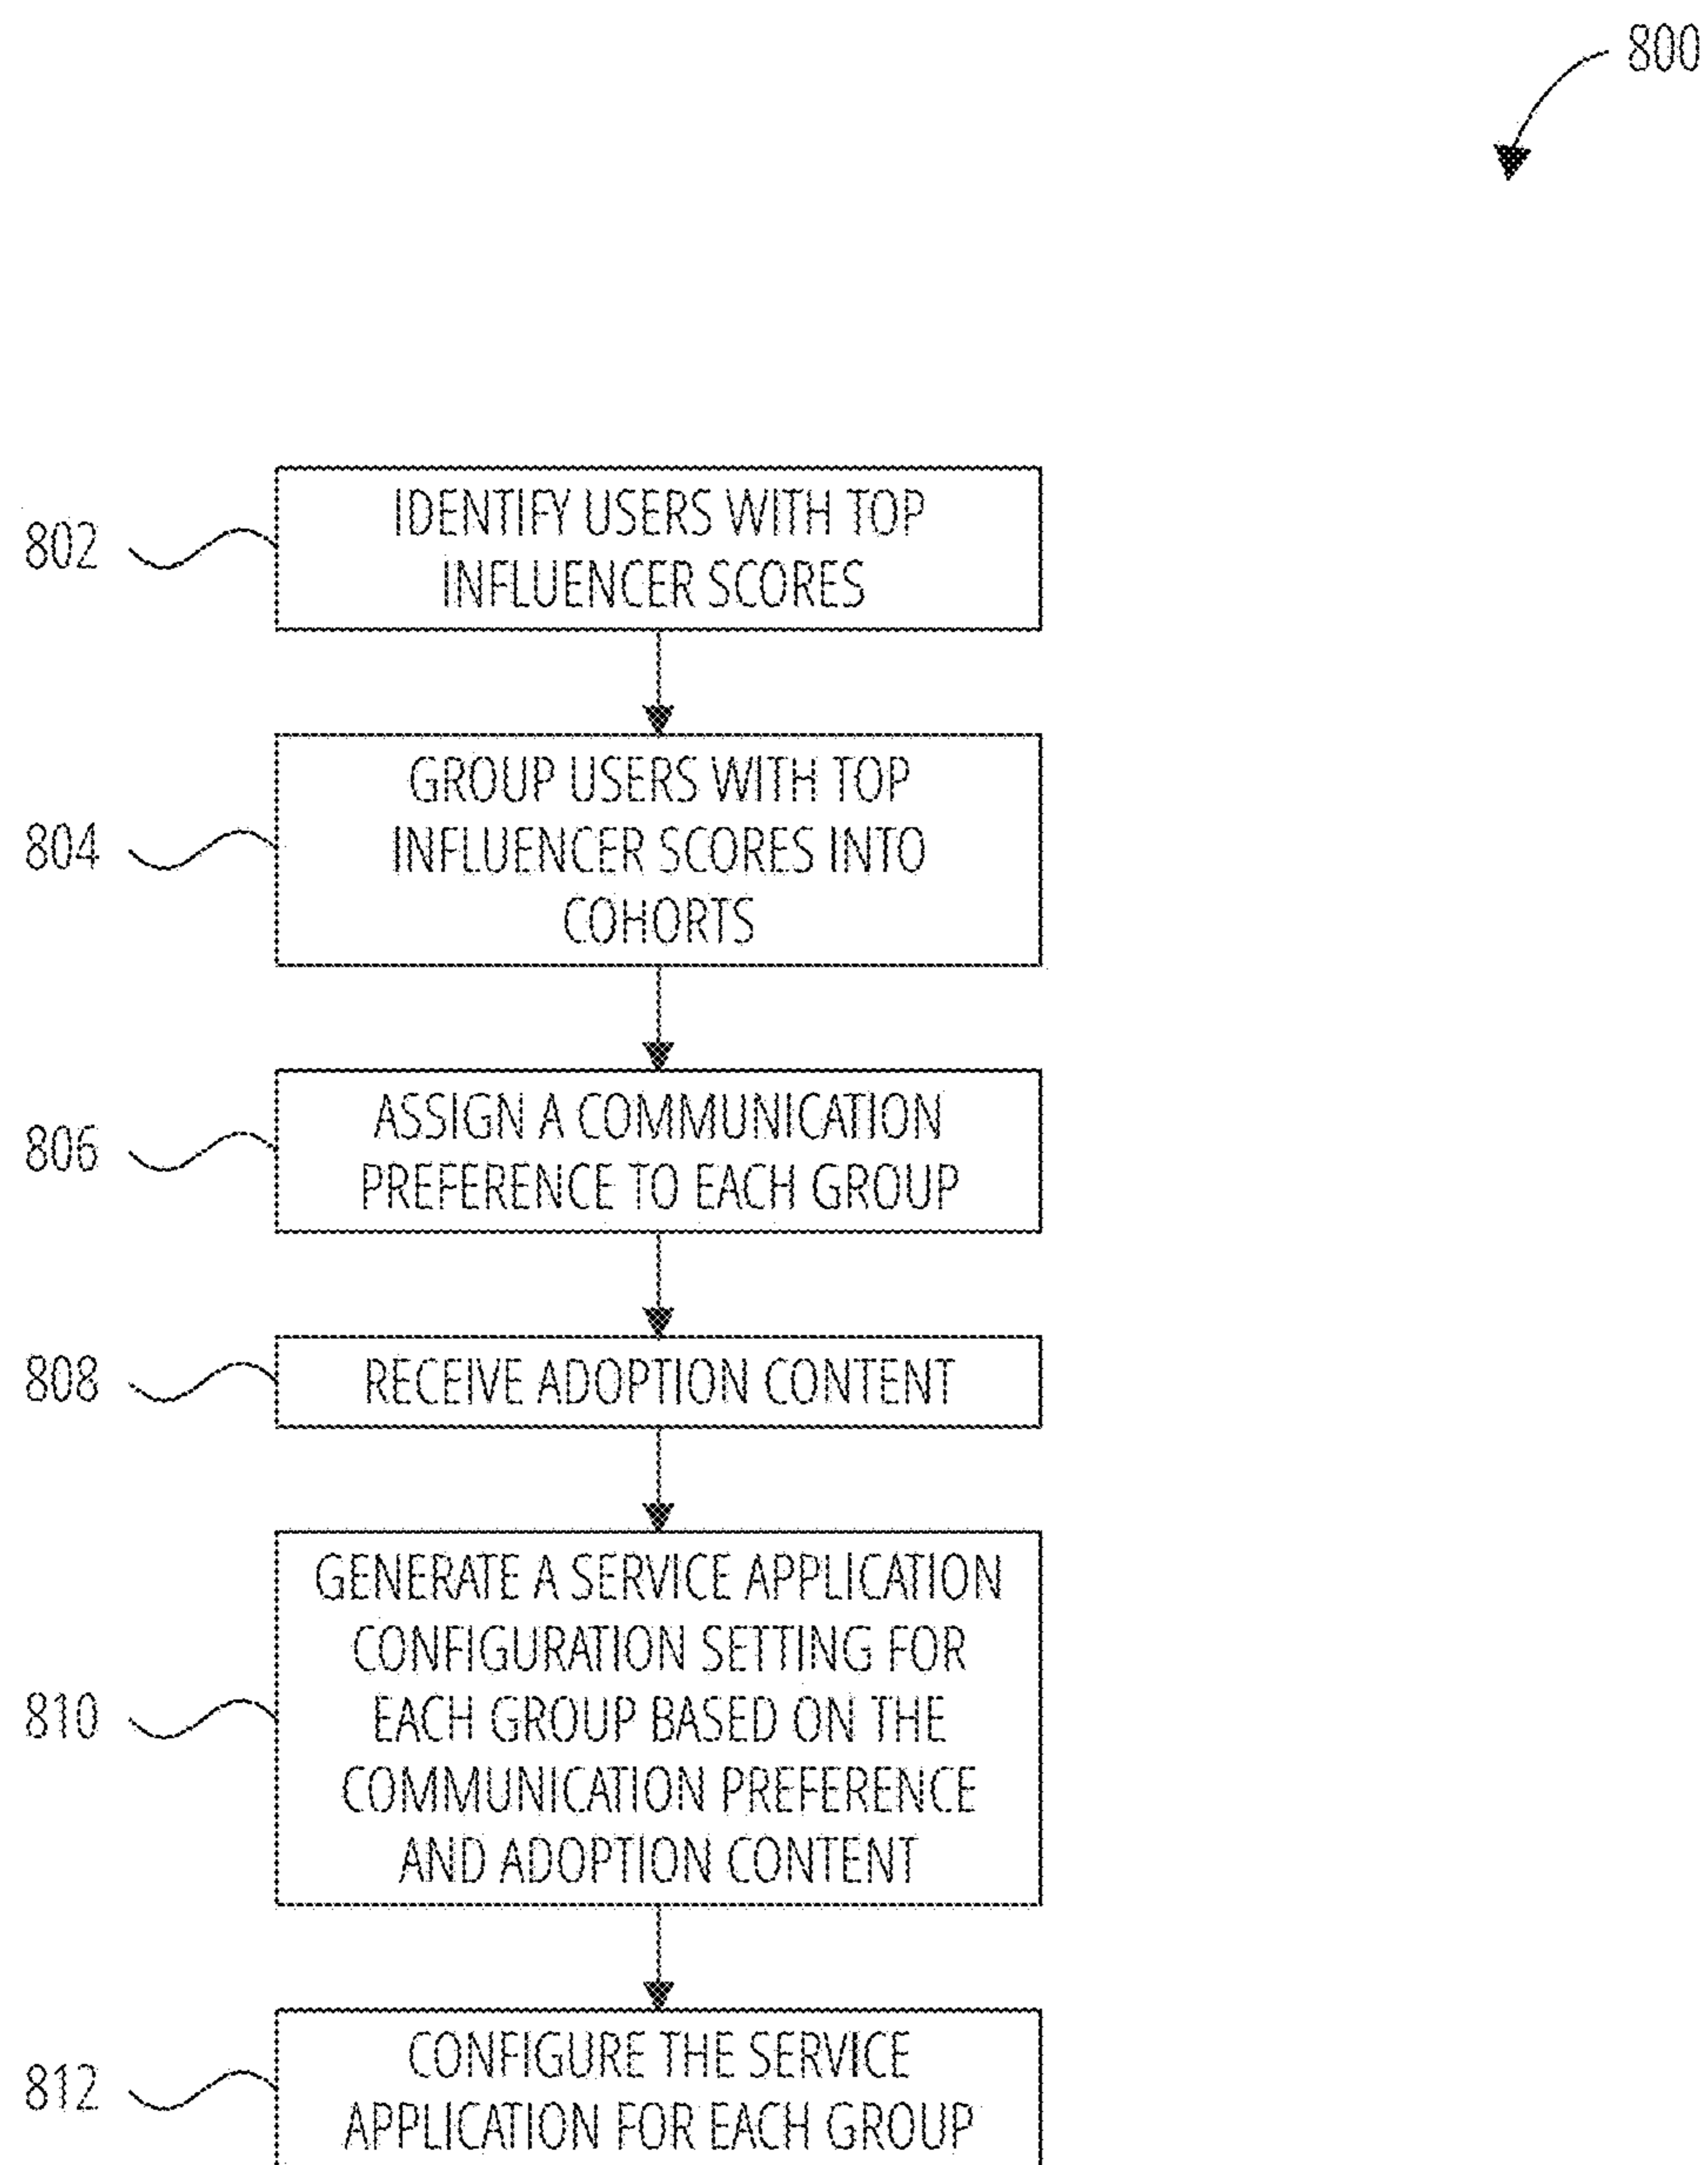 800
802
IDENTIFY USERS WITH TOP
INFLUENCER SCORES
804
GROUP USERS WITH TOP
INFLUENCER SCORES INTO
COHORTS
806
ASSIGN A COMMUNICATION
PREFERENCE TO EACH GROUP
808
RECEIVE ADOPTION CONTENT
810
GENERATE A SERVICE APPLICATION
CONFIGURATION SETTING FOR
EACH GROUP BASED ON THE
COMMUNICATION PREFERENCE
AND ADOPTION CONTENT
812
CONFIGURE THE SERVICE
APPLICATION FOR EACH GROUP